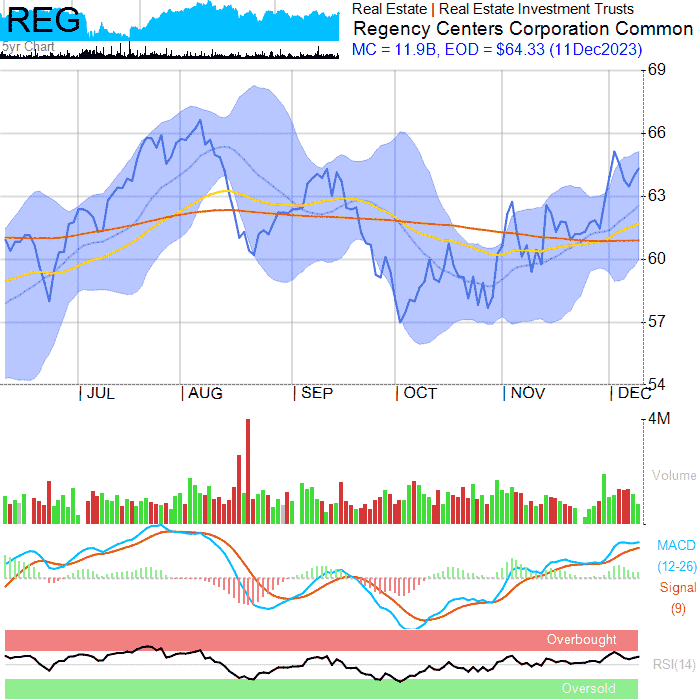 REG
5yr Chart
Real Estate | Real Estate Investment Trusts
Regency Centers Corporation Common
MC = 11.9B, EOD = $64.33 (11Dec2023)
69
66
63
60
57
54
JUL AUG SEP OCT NOV DEC
4M
Volume
MACD
(12-26)
Signal
(9)
Overbought
RSI(14)
Oversold